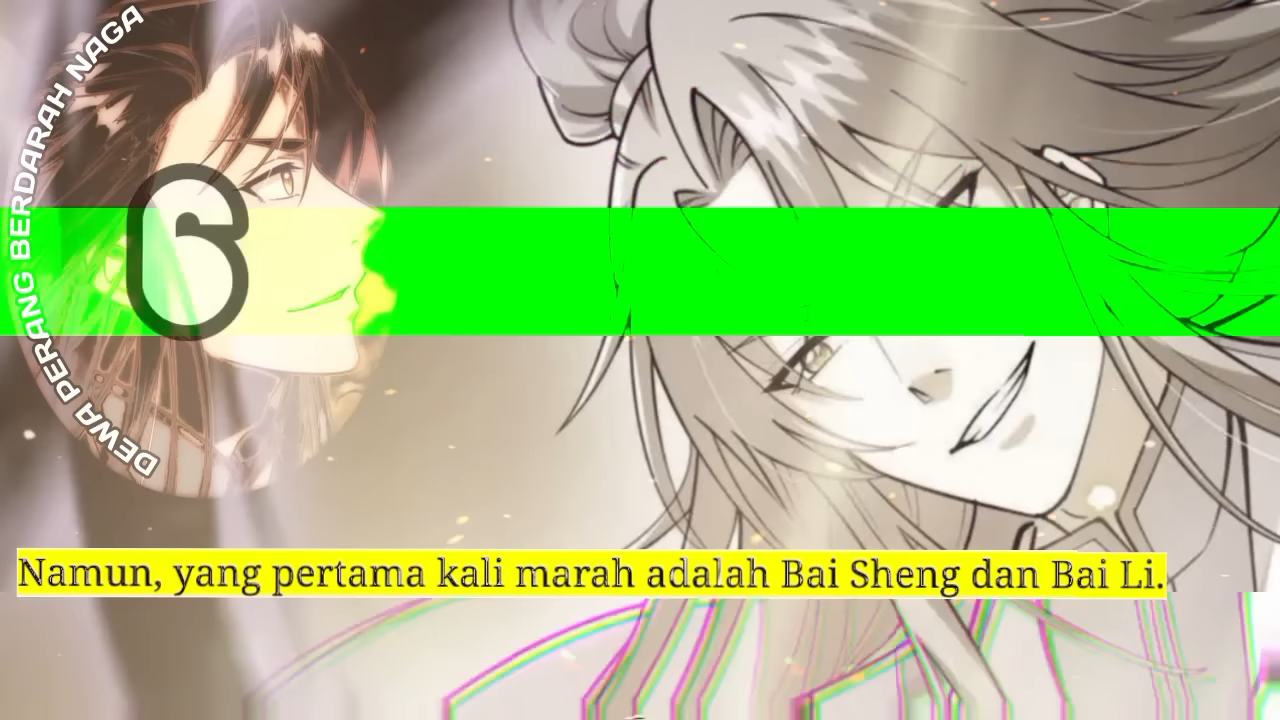 DEWA PERANG BERDARAH NAGA
6
Namun, yang pertama kali marah adalah Bai Sheng dan Bai Li.